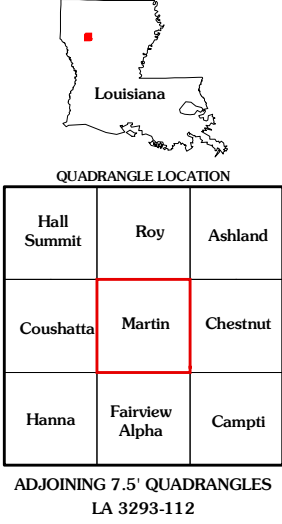 Louisiana
QUADRANGLE LOCATION
Hall
Summit
Roy
Ashland
Coushatta
Martin
Chestnut
Hanna
Fairview
Alpha
Campti
ADJOINING 7.5' QUADRANGLES
LA 3293-112